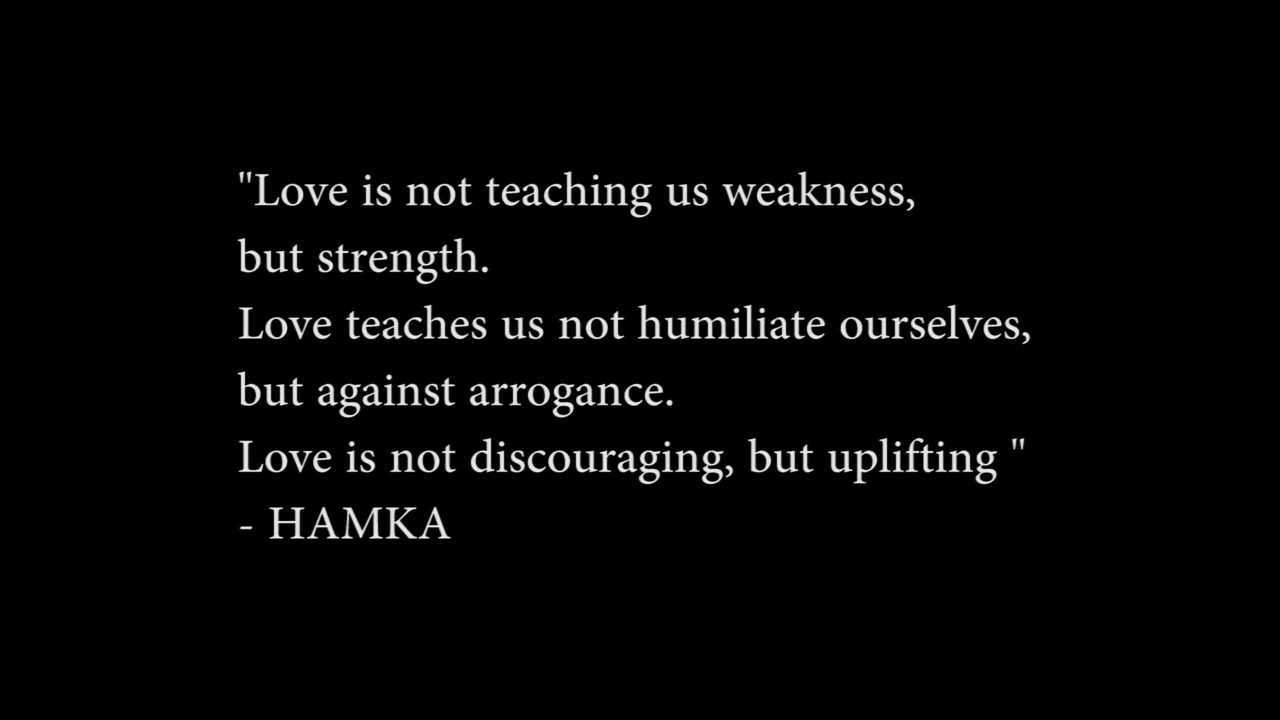 "Love is not teaching us weakness,
but strength.
Love teaches us not humiliate ourselves,
but against arrogance.
Love is not discouraging, but uplifting "
- HAMKA